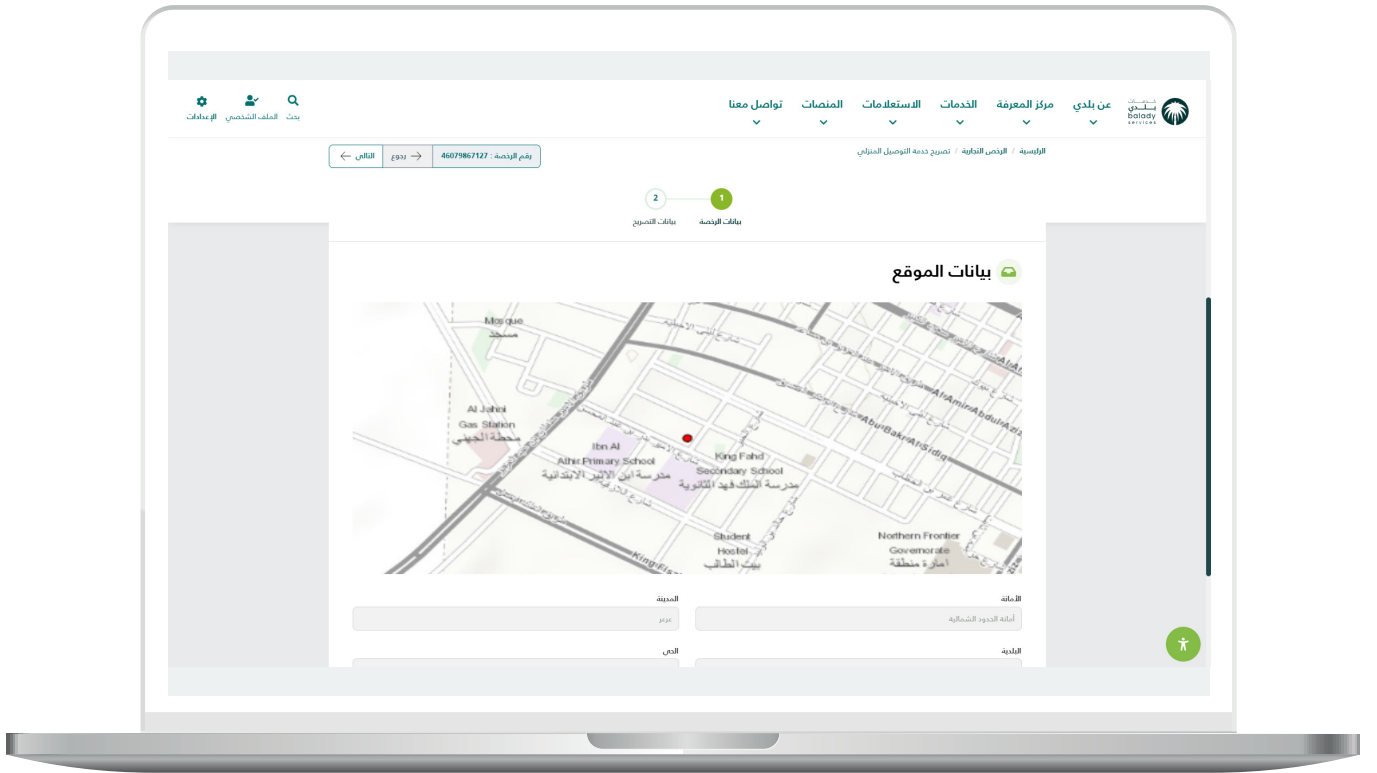 خدمـــات
بـــلـــدي
balady
services
عن بلدي
مركز المعرفة
الخدمات
الاستعلامات
المنصات
تواصل معنا
بحث
الملف الشخصي
الإعدادات
الرئيسية / الرخص التجارية / تصريح خدمة التوصيل المنزلي
رقم الرخصة : 46079867127
رجوع
التالي
1
2
بيانات الرخصة
بيانات التصريح
بيانات الموقع
Mosque
مسجد
Al Jahni
Gas Station
محطة الجهني
Ibn Al
Athir Primary School
مدرسة ابن الاثير الابتدائية
King Fahd
Secondary School
مدرسة الملك فهد الثانوية
Student
Hostel
بيت الطالب
Northern Frontier
Governorate
امارة منطقة
Abu Bakr Al Sidiq
الأمانة
المدينة
أمانة الحدود الشمالية
عرعر
البلدية
الحي